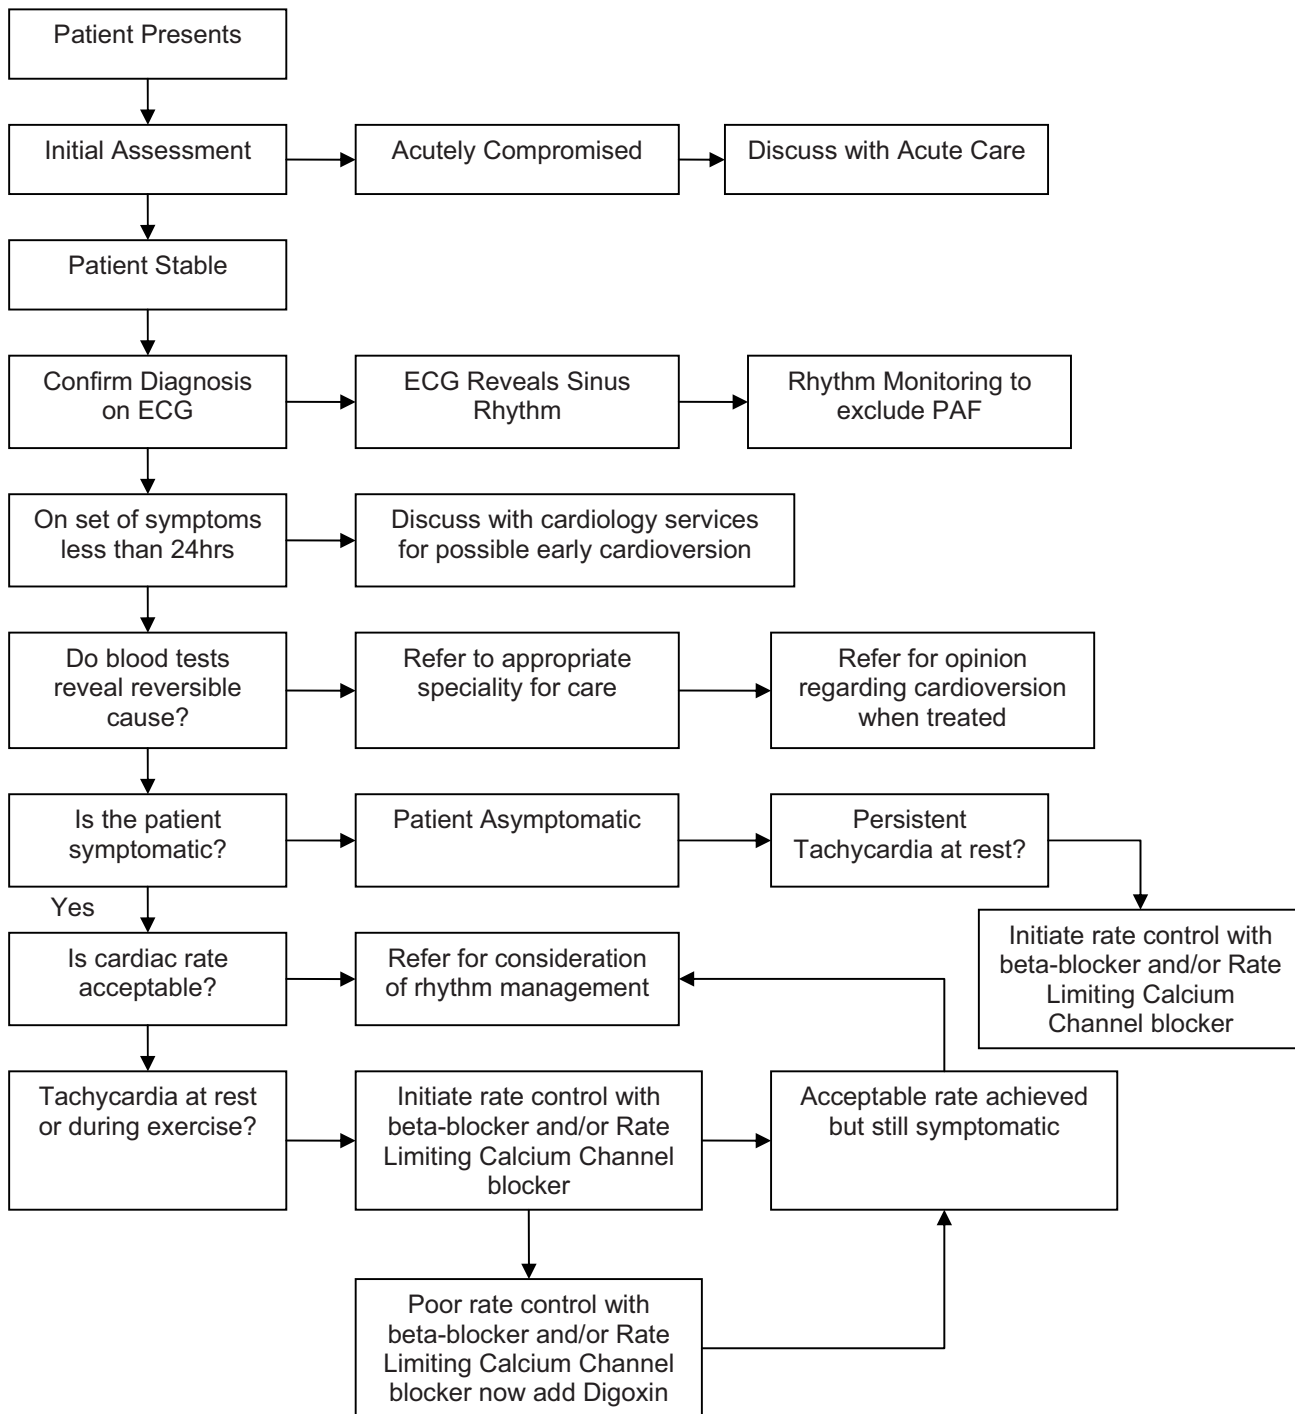 Patient Presents
Initial Assessment
Acutely Compromised
Discuss with Acute Care
Patient Stable
Confirm Diagnosis
on ECG
ECG Reveals Sinus
Rhythm
Rhythm Monitoring to
exclude PAF
On set of symptoms
less than 24hrs
Discuss with cardiology services
for possible early cardioversion
Do blood tests
reveal reversible
cause?
Refer to appropriate
speciality for care
Refer for opinion
regarding cardioversion
when treated
Is the patient
symptomatic?
Patient Asymptomatic
Persistent
Tachycardia at rest?
Yes
Initiate rate control with
beta-blocker and/or Rate
Limiting Calcium
Channel blocker
Is cardiac rate
acceptable?
Refer for consideration
of rhythm management
Tachycardia at rest
or during exercise?
Initiate rate control with
beta-blocker and/or Rate
Limiting Calcium Channel
blocker
Acceptable rate achieved
but still symptomatic
Poor rate control with
beta-blocker and/or Rate
Limiting Calcium Channel
blocker now add Digoxin